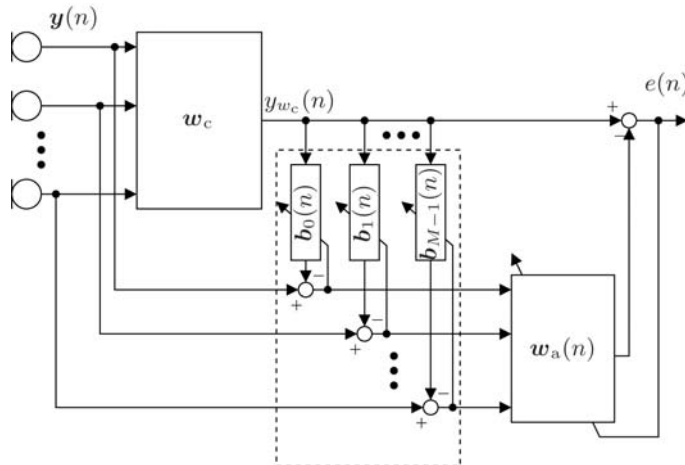 y(n)
w_c
y_{w_c}(n)
e(n)
+
−
b_0(n)
b_1(n)
b_{M−1}(n)
−
+
−
+
w_a(n)
−
+